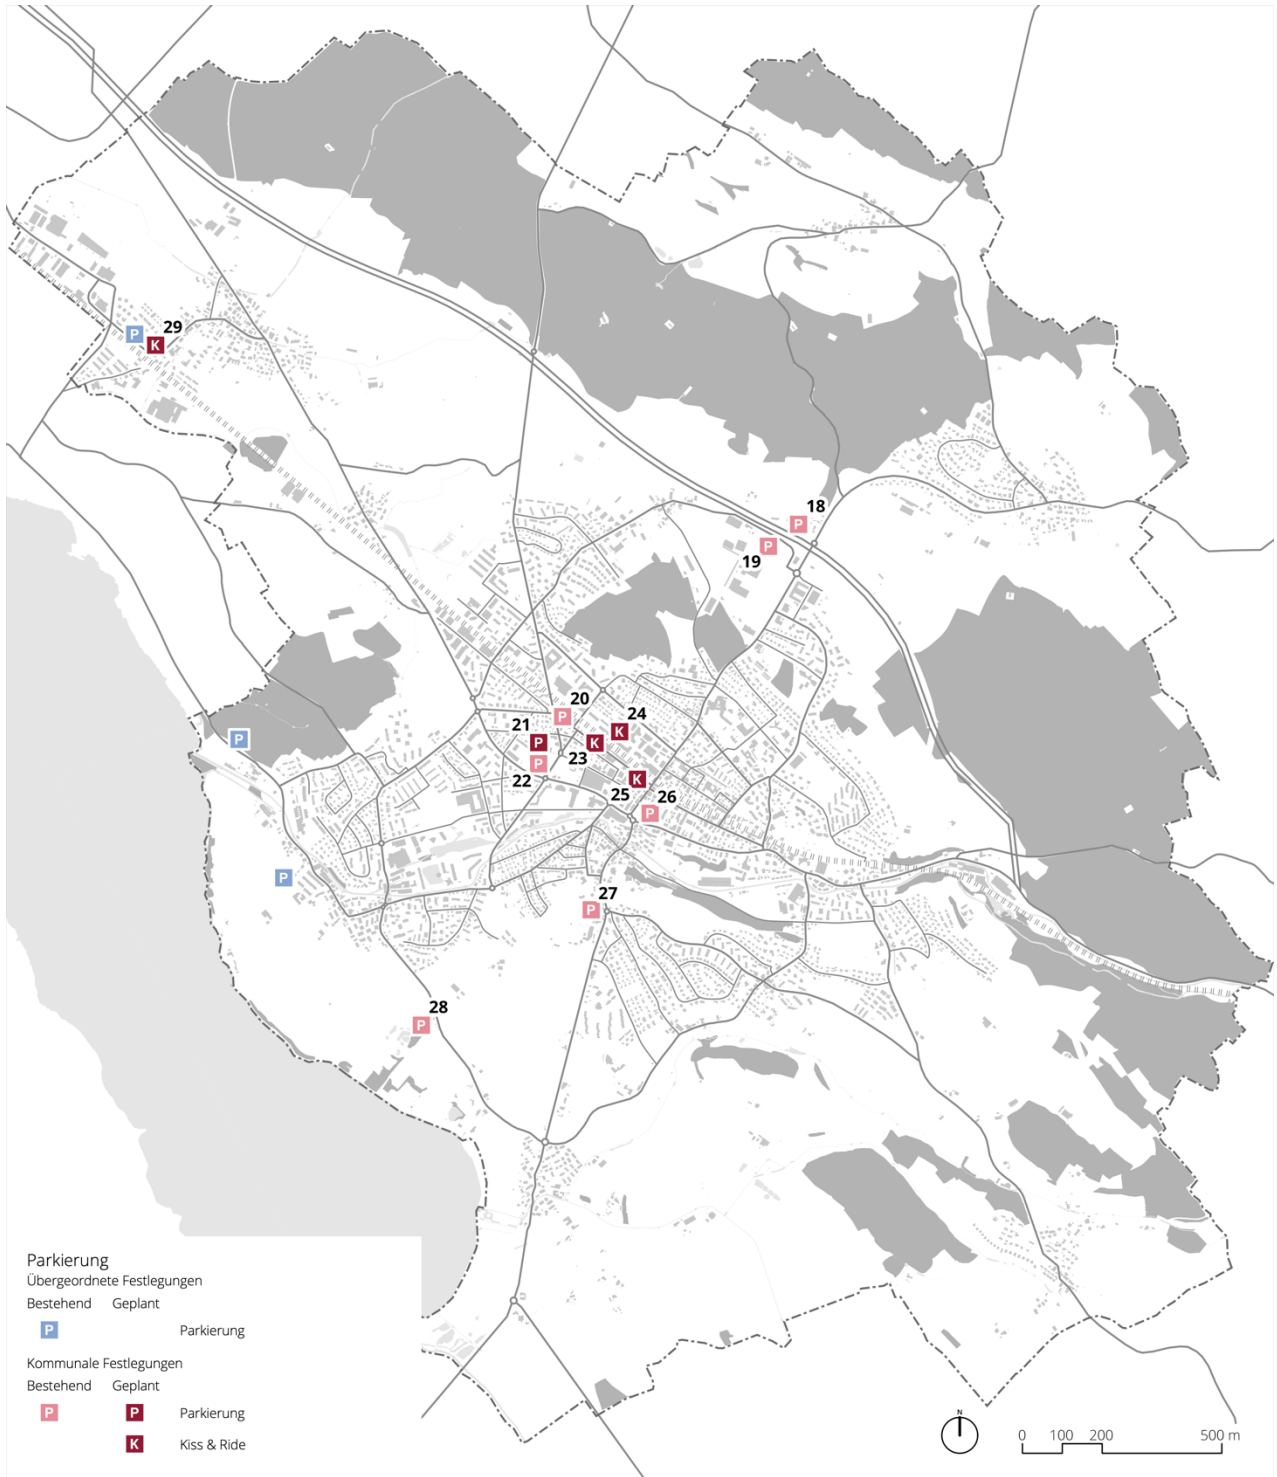 29
P
K
18
P
P
19
20
P
24
21
K
P
K
23
P
22
K
25
26
P
P
P
27
P
28
P
Parkierung
Übergeordnete Festlegungen
Bestehend Geplant
P Parkierung
Kommunale Festlegungen
Bestehend Geplant
P P Parkierung
K Kiss & Ride
N
0 100 200 500 m